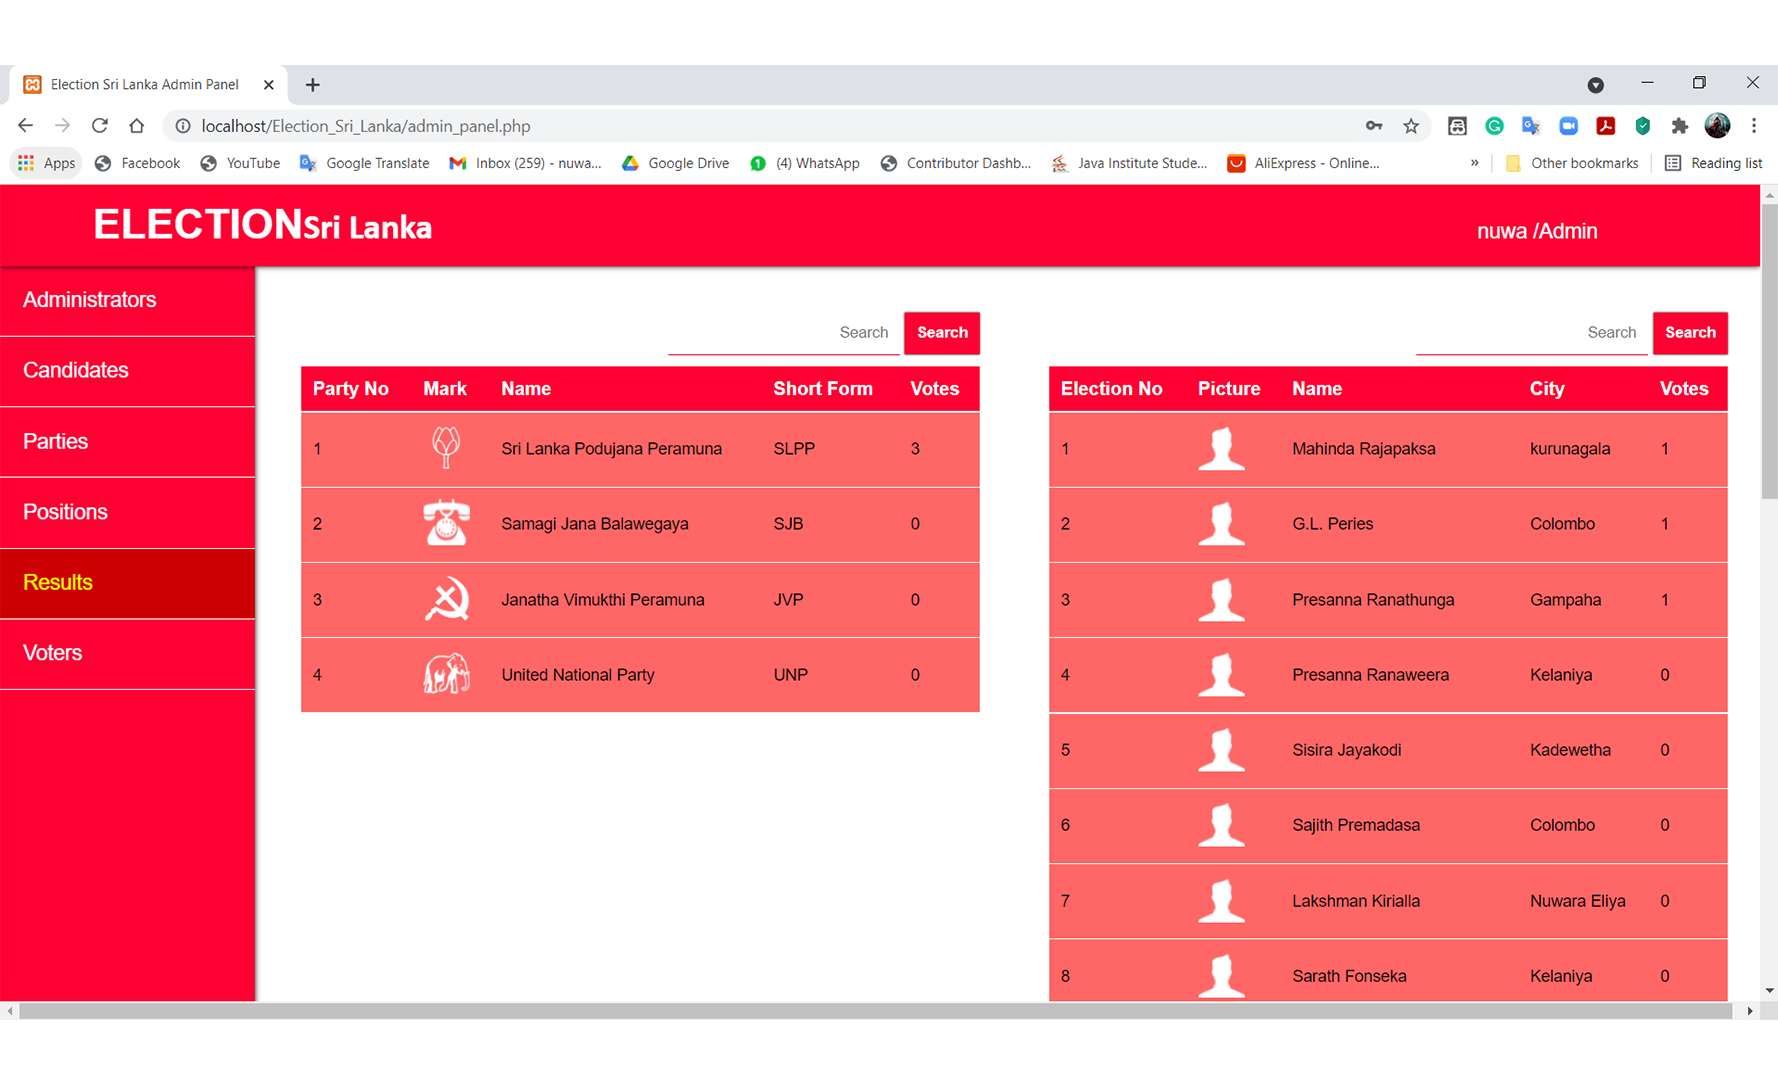 Election Sri Lanka Admin Panel
localhost/Election_Sri_Lanka/admin_panel.php
Apps Facebook YouTube Google Translate Inbox (259) - nuwa... Google Drive (4) WhatsApp Contributor Dashb... Java Institute Stude... AliExpress - Online... » Other bookmarks Reading list
ELECTIONSri Lanka
nuwa /Admin
Administrators
Candidates
Parties
Positions
Results
Voters
Search Search
Party No Mark Name Short Form Votes
1 Sri Lanka Podujana Peramuna SLPP 3
2 Samagi Jana Balawegaya SJB 0
3 Janatha Vimukthi Peramuna JVP 0
4 United National Party UNP 0
Search Search
Election No Picture Name City Votes
1 Mahinda Rajapaksa kurunagala 1
2 G.L. Peries Colombo 1
3 Presanna Ranathunga Gampaha 1
4 Presanna Ranaweera Kelaniya 0
5 Sisira Jayakodi Kadewetha 0
6 Sajith Premadasa Colombo 0
7 Lakshman Kirialla Nuwara Eliya 0
8 Sarath Fonseka Kelaniya 0